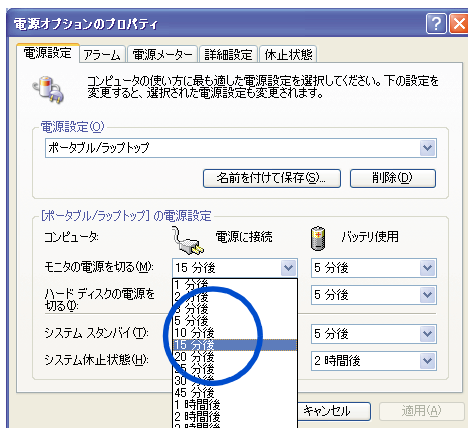 電源オプションのプロパティ
電源設定 アラーム 電源メーター 詳細設定 休止状態
コンピュータの使い方に最も適した電源設定を選択してください。下の設定を
変更すると、選択された電源設定も変更されます。
電源設定(O)
ポータブル/ラップトップ
名前を付けて保存(S)... 削除(D)
[ポータブル/ラップトップ] の電源設定
コンピュータ: 電源に接続 バッテリ使用
モニタの電源を切る(M): 15 分後 5 分後
ハード ディスクの電源を
切る(I): 5 分後
システム スタンバイ(T): 5 分後
システム休止状態(H): 2 時間後
1 分後
2 分後
3 分後
5 分後
10 分後
15 分後
20 分後
25 分後
30 分後
45 分後
1 時間後
2 時間後
キャンセル 適用(A)